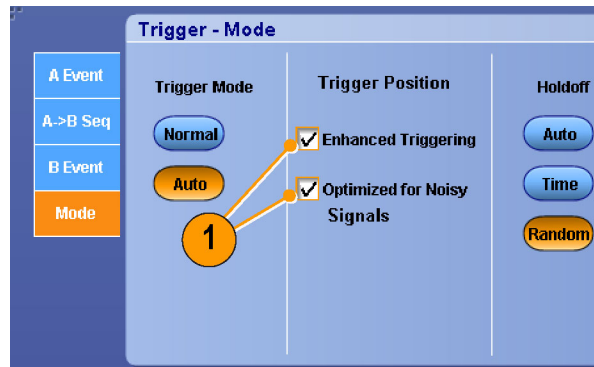 Trigger - Mode
A Event
A->B Seq
B Event
Mode
Trigger Mode
Normal
Auto
1
Trigger Position
Enhanced Triggering
Optimized for Noisy
Signals
Holdoff
Auto
Time
Random